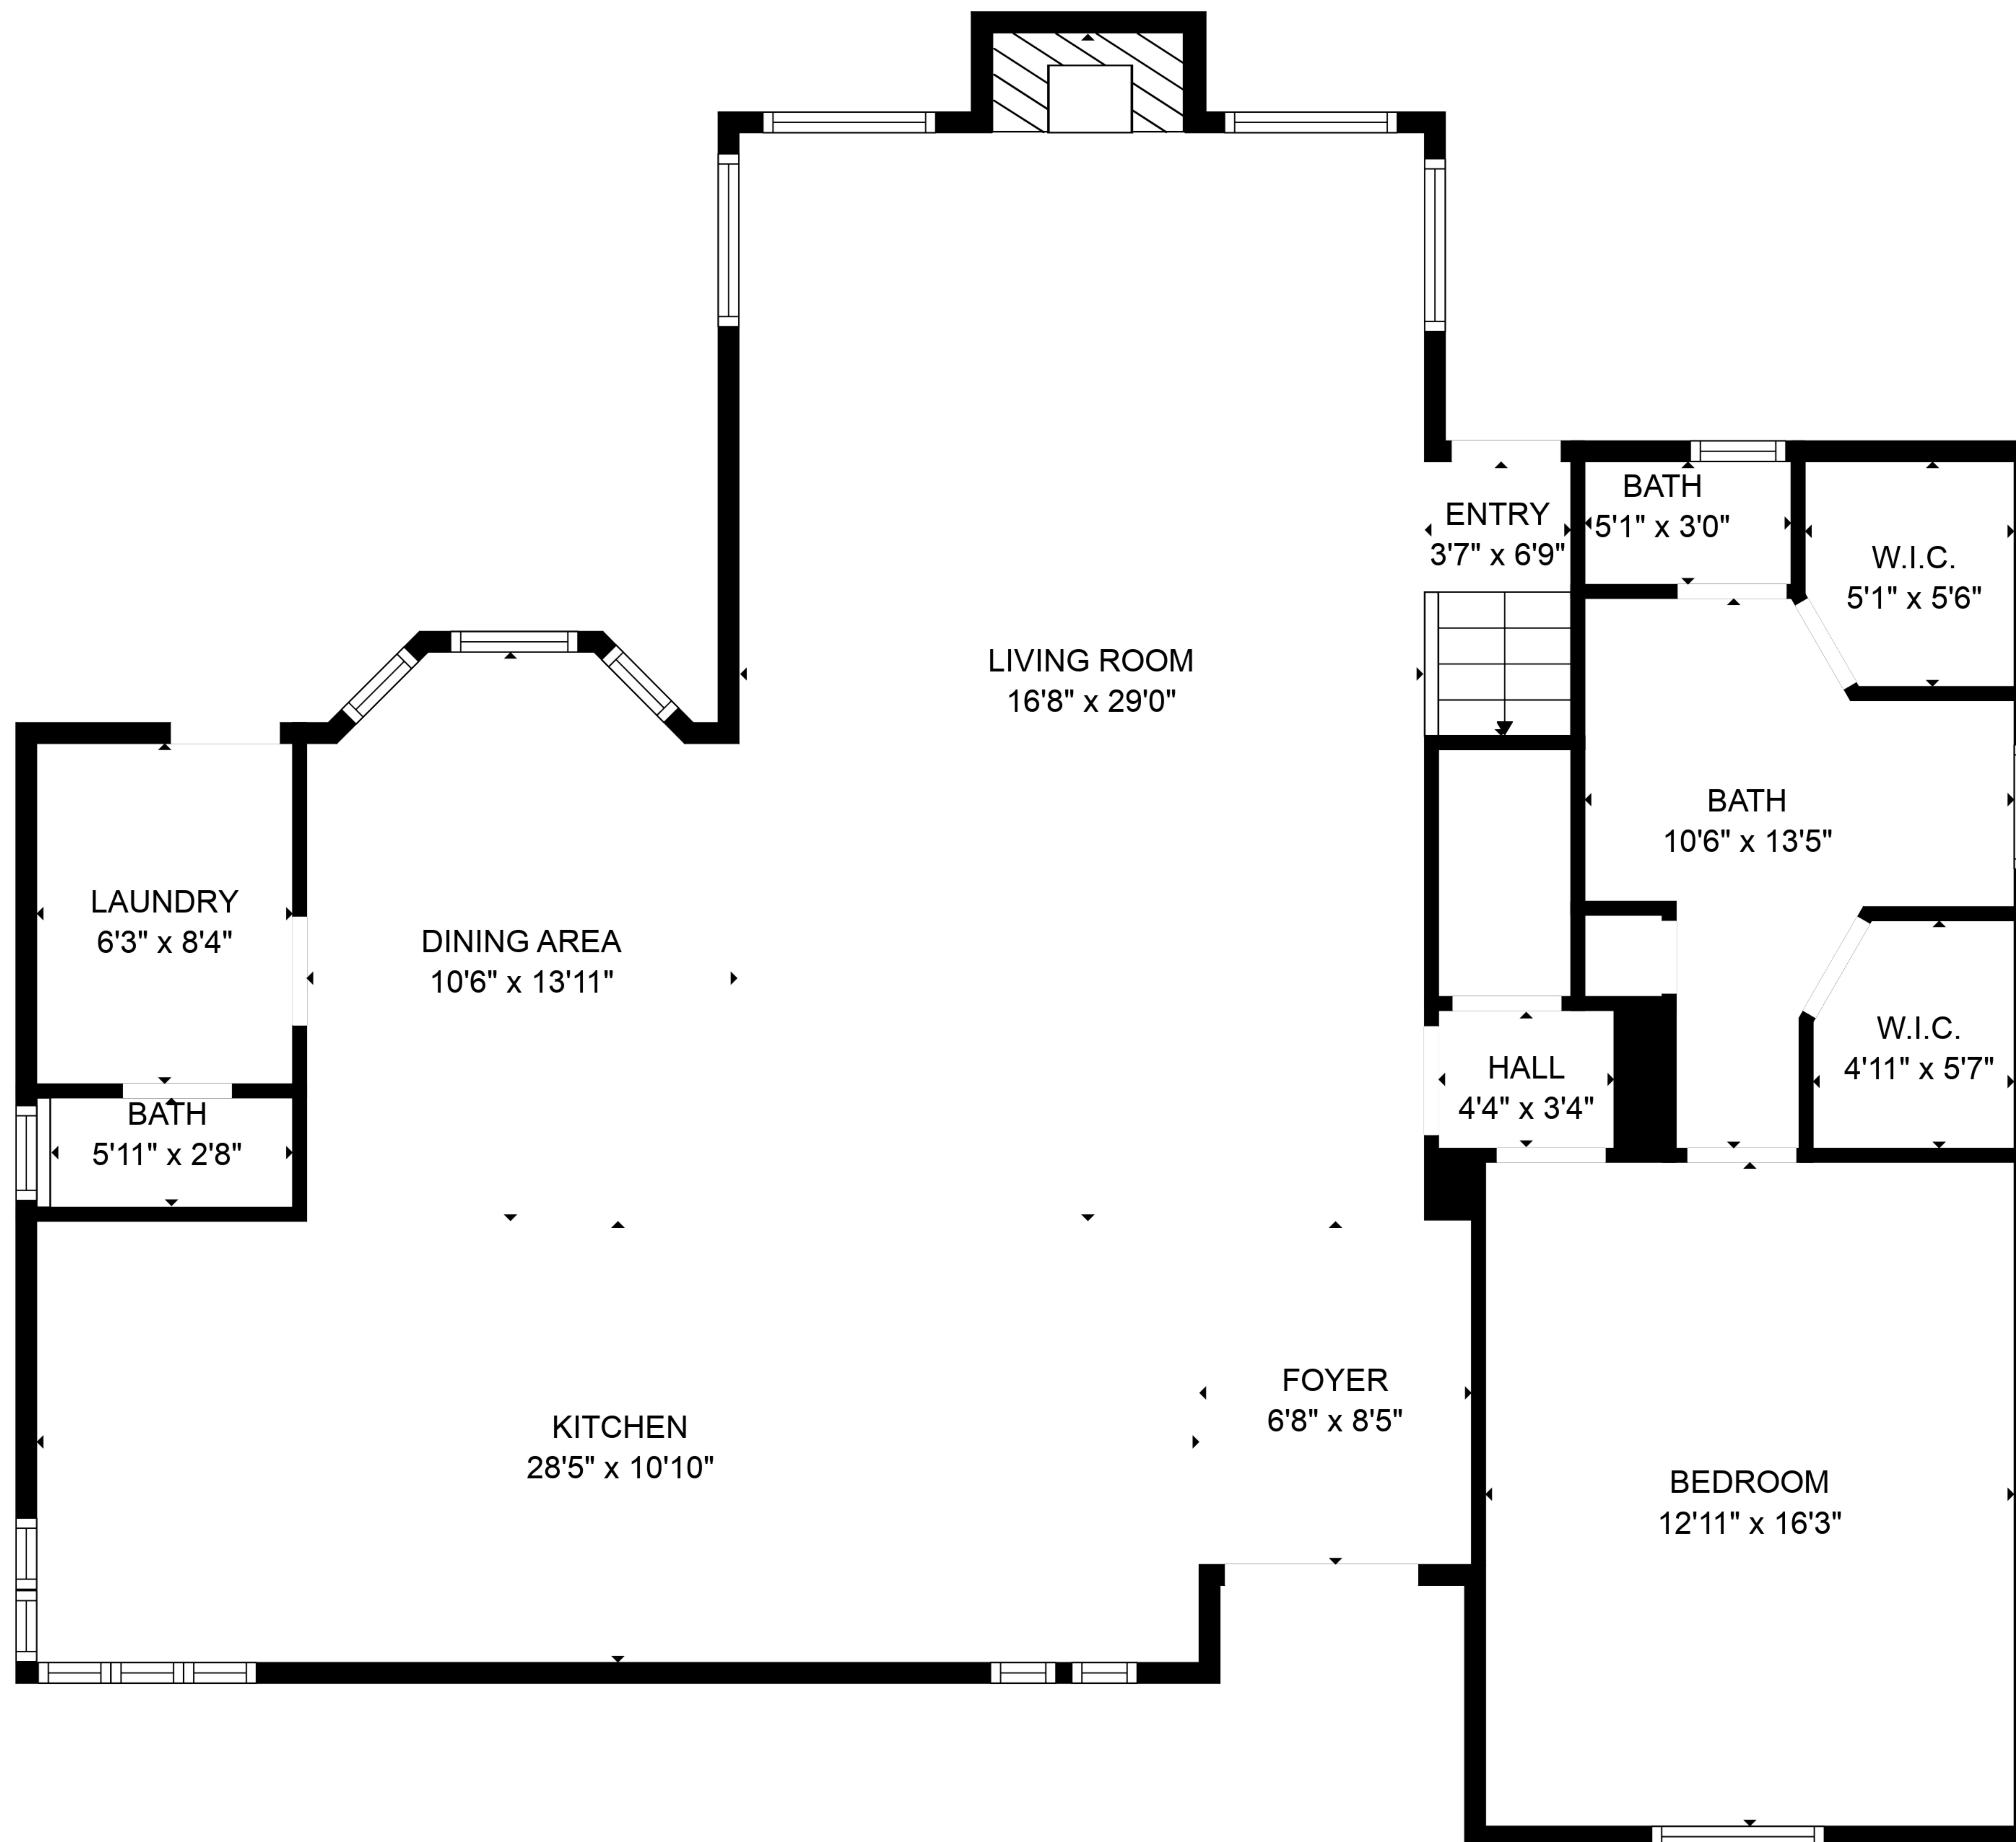 ENTRY
3'7" x 6'9"
BATH
5'1" x 3'0"
W.I.C.
5'1" x 5'6"
LIVING ROOM
16'8" x 29'0"
BATH
10'6" x 13'5"
LAUNDRY
6'3" x 8'4"
DINING AREA
10'6" x 13'11"
HALL
4'4" x 3'4"
W.I.C.
4'11" x 5'7"
BATH
5'11" x 2'8"
FOYER
6'8" x 8'5"
KITCHEN
28'5" x 10'10"
BEDROOM
12'11" x 16'3"